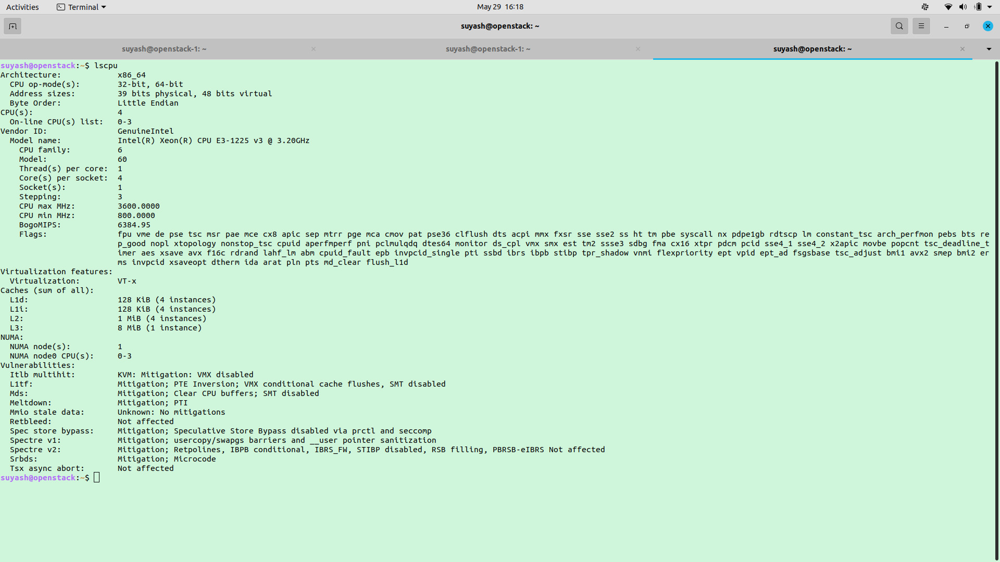 Activities Terminal May 29 16:18
suyash@openstack: ~
suyash@openstack-1: ~ suyash@openstack-1: ~ suyash@openstack: ~
suyash@openstack:~$ lscpu
Architecture: x86_64
CPU op-mode(s): 32-bit, 64-bit
Address sizes: 39 bits physical, 48 bits virtual
Byte Order: Little Endian
CPU(s): 4
On-line CPU(s) list: 0-3
Vendor ID: GenuineIntel
Model name: Intel(R) Xeon(R) CPU E3-1225 v3 @ 3.20GHz
CPU family: 6
Model: 60
Thread(s) per core: 1
Core(s) per socket: 4
Socket(s): 1
Stepping: 3
CPU max MHz: 3600.0000
CPU min MHz: 800.0000
BogoMIPS: 6384.95
Flags: fpu vme de pse tsc msr pae mce cx8 apic sep mtrr pge mca cmov pat pse36 clflush dts acpi mmx fxsr sse sse2 ss ht tm pbe syscall nx pdpe1gb rdtscp lm constant_tsc arch_perfmon pebs bts re
p_good nopl xtopology nonstop_tsc cpuid aperfmperf pni pclmulqdq dtes64 monitor ds_cpl vmx smx est tm2 ssse3 sdbg fma cx16 xtpr pdcm pcid sse4_1 sse4_2 x2apic movbe popcnt tsc_deadline_t
imer aes xsave avx f16c rdrand lahf_lm abm cpuid_fault epb invpcid_single pti ssbd ibrs ibpb stibp tpr_shadow vnmi flexpriority ept vpid ept_ad fsgsbase tsc_adjust bmi1 avx2 smep bmi2 er
ms invpcid xsaveopt dtherm ida arat pln pts md_clear flush_l1d
Virtualization features:
Virtualization: VT-x
Caches (sum of all):
L1d: 128 KiB (4 instances)
L1i: 128 KiB (4 instances)
L2: 1 MiB (4 instances)
L3: 8 MiB (1 instance)
NUMA:
NUMA node(s): 1
NUMA node0 CPU(s): 0-3
Vulnerabilities:
Itlb multihit: KVM: Mitigation: VMX disabled
L1tf: Mitigation; PTE Inversion; VMX conditional cache flushes, SMT disabled
Mds: Mitigation; Clear CPU buffers; SMT disabled
Meltdown: Mitigation; PTI
Mmio stale data: Unknown: No mitigations
Retbleed: Not affected
Spec store bypass: Mitigation; Speculative Store Bypass disabled via prctl and seccomp
Spectre v1: Mitigation; usercopy/swapgs barriers and __user pointer sanitization
Spectre v2: Mitigation; Retpolines, IBPB conditional, IBRS_FW, STIBP disabled, RSB filling, PBRSB-eIBRS Not affected
Srbds: Mitigation; Microcode
Tsx async abort: Not affected
suyash@openstack:~$